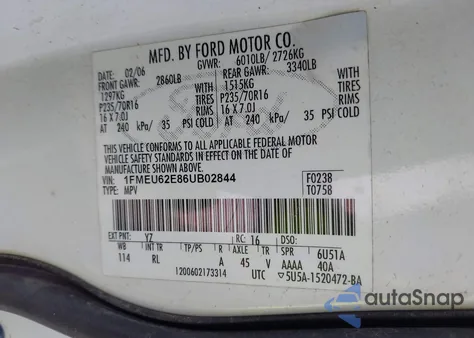 MFD. BY FORD MOTOR CO.
02/06 GVWR: 6010LB/ 2726KG
FRONT GAWR: 2860LB REAR GAWR: 3340LB
1297KG 1515KG
P235/70R16 TIRES P235/70R16 TIRES
16 X 7.0J RIMS 16 X 7.0J RIMS
AT 240 kPa/ 35 PSI COLD AT 240 kPa/ 35 PSI COLD
THIS VEHICLE CONFORMS TO ALL APPLICABLE FEDERAL MOTOR
VEHICLE SAFETY STANDARDS IN EFFECT ON THE DATE OF
MANUFACTURE SHOWN ABOVE.
VIN: 1FMEU62E86UB02844 F0238
TYPE: MPV T0758
EXT PNT: YZ RC: 16 DSO:
WB INT TR TP/PS R AXLE TR SPR 6U51A
114 RL A 45 V AAAA 40A
1200602173314 UTC 5U5A-1520472-BA
autoSnap